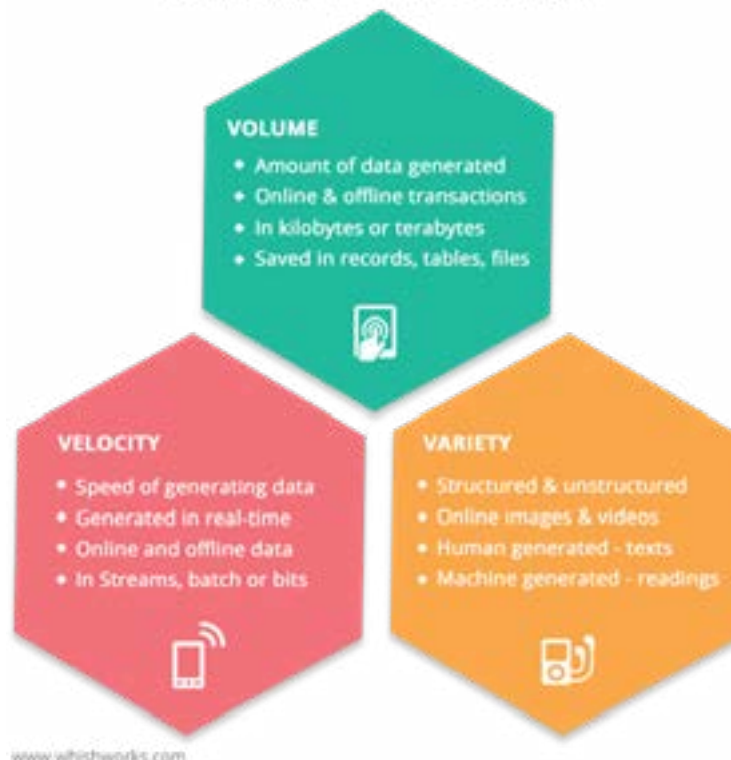 VOLUME
• Amount of data generated
• Online & offline transactions
• In kilobytes or terabytes
• Saved in records, tables, files
VELOCITY
• Speed of generating data
• Generated in real-time
• Online and offline data
• In Streams, batch or bits
VARIETY
• Structured & unstructured
• Online images & videos
• Human generated - texts
• Machine generated - readings
www.whishworks.com